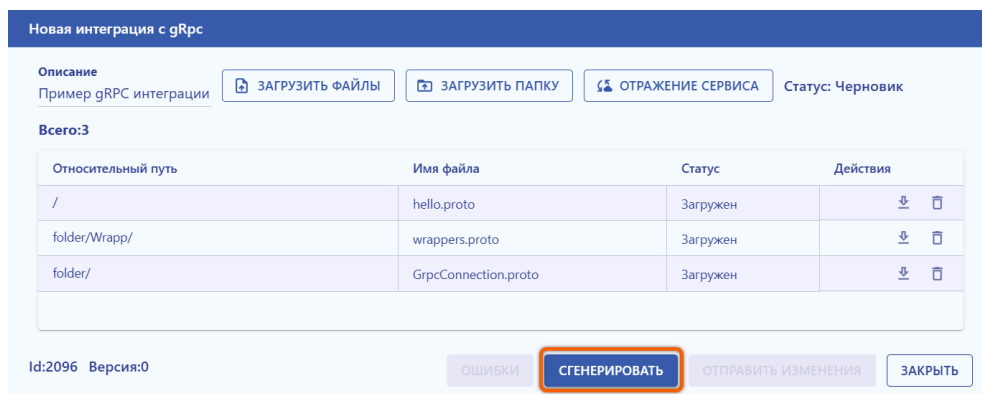 Новая интеграция с gRpc
Описание
Пример gRPC интеграции
ЗАГРУЗИТЬ ФАЙЛЫ
ЗАГРУЗИТЬ ПАПКУ
ОТРАЖЕНИЕ СЕРВИСА
Статус: Черновик
Всего:3
Относительный путь Имя файла Статус Действия
/ hello.proto Загружен
folder/Wrapp/ wrappers.proto Загружен
folder/ GrpcConnection.proto Загружен
Id:2096 Версия:0 ОШИБКИ СГЕНЕРИРОВАТЬ ОТПРАВИТЬ ИЗМЕНЕНИЯ ЗАКРЫТЬ